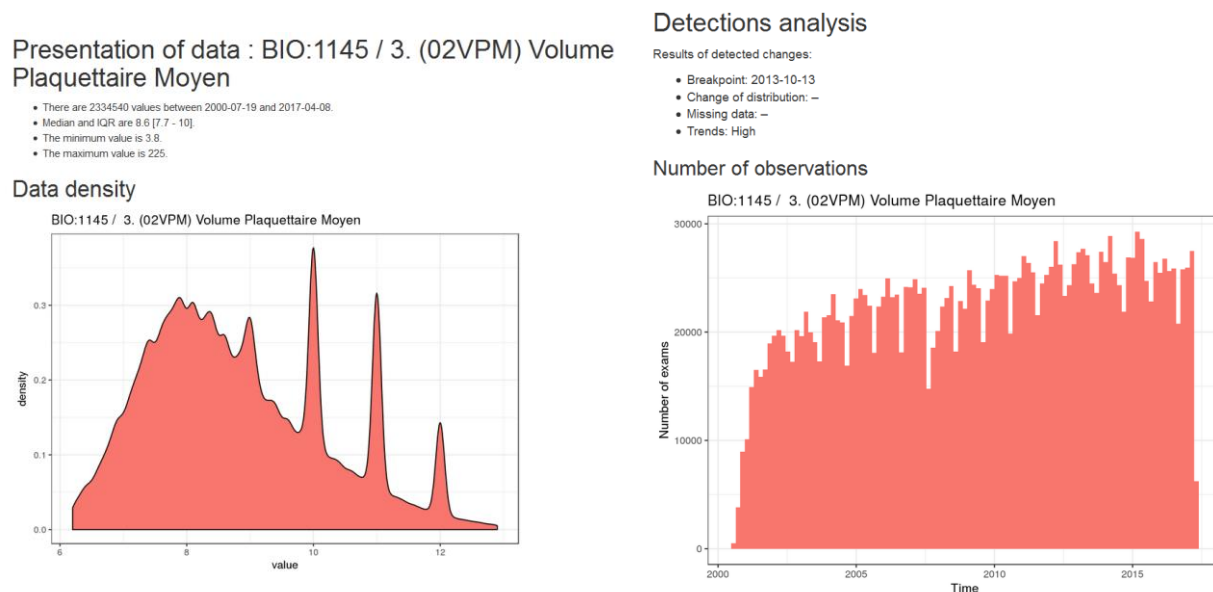 Presentation of data : BIO:1145 / 3. (02VPM) Volume
Plaquettaire Moyen
• There are 2334540 values between 2000-07-19 and 2017-04-08.
• Median and IQR are 8.6 [7.7 - 10].
• The minimum value is 3.8.
• The maximum value is 225.
Data density
BIO:1145 / 3. (02VPM) Volume Plaquettaire Moyen
density
0.3
0.2
0.1
0.0
6 8 10 12
value
Detections analysis
Results of detected changes:
• Breakpoint: 2013-10-13
• Change of distribution: –
• Missing data: –
• Trends: High
Number of observations
BIO:1145 / 3. (02VPM) Volume Plaquettaire Moyen
Number of exams
30000
20000
10000
0
2000 2005 2010 2015
Time